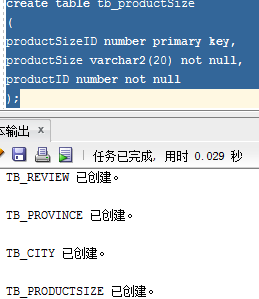 create table tb_productSize
(
productSizeID number primary key,
productSize varchar2(20) not null,
productID number not null
);
本输出 ×
任务已完成，用时 0.029 秒
TB_REVIEW 已创建。
TB_PROVINCE 已创建。
TB_CITY 已创建。
TB_PRODUCTSIZE 已创建。